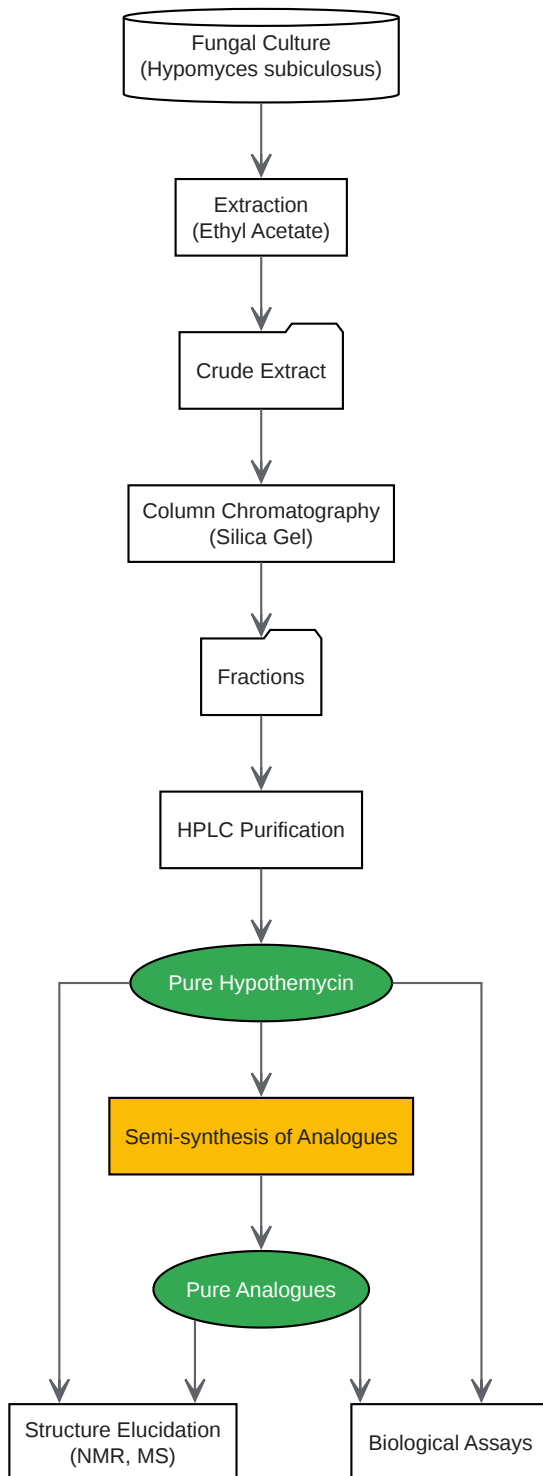 Fungal Culture
(Hypomyces subiculosus)
Extraction
(Ethyl Acetate)
Crude Extract
Column Chromatography
(Silica Gel)
Fractions
HPLC Purification
Pure Hypothemycin
Semi-synthesis of Analogues
Pure Analogues
Structure Elucidation
(NMR, MS)
Biological Assays